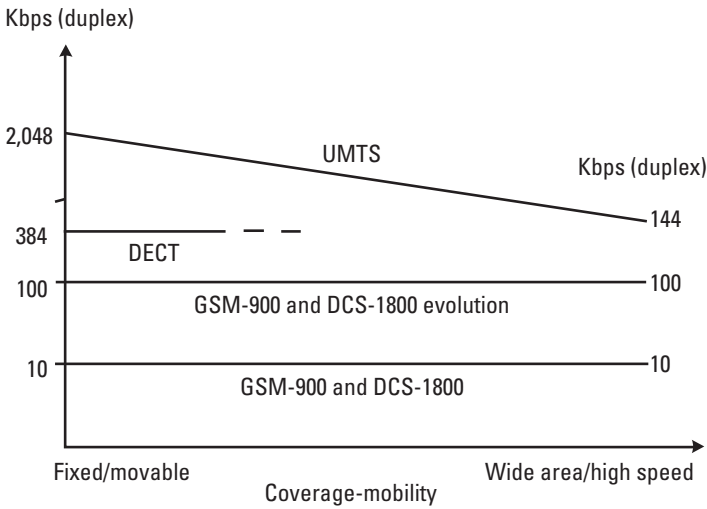 Kbps (duplex)
2,048
UMTS
Kbps (duplex)
144
384
DECT
100
100
GSM-900 and DCS-1800 evolution
10
10
GSM-900 and DCS-1800
Fixed/movable
Wide area/high speed
Coverage-mobility